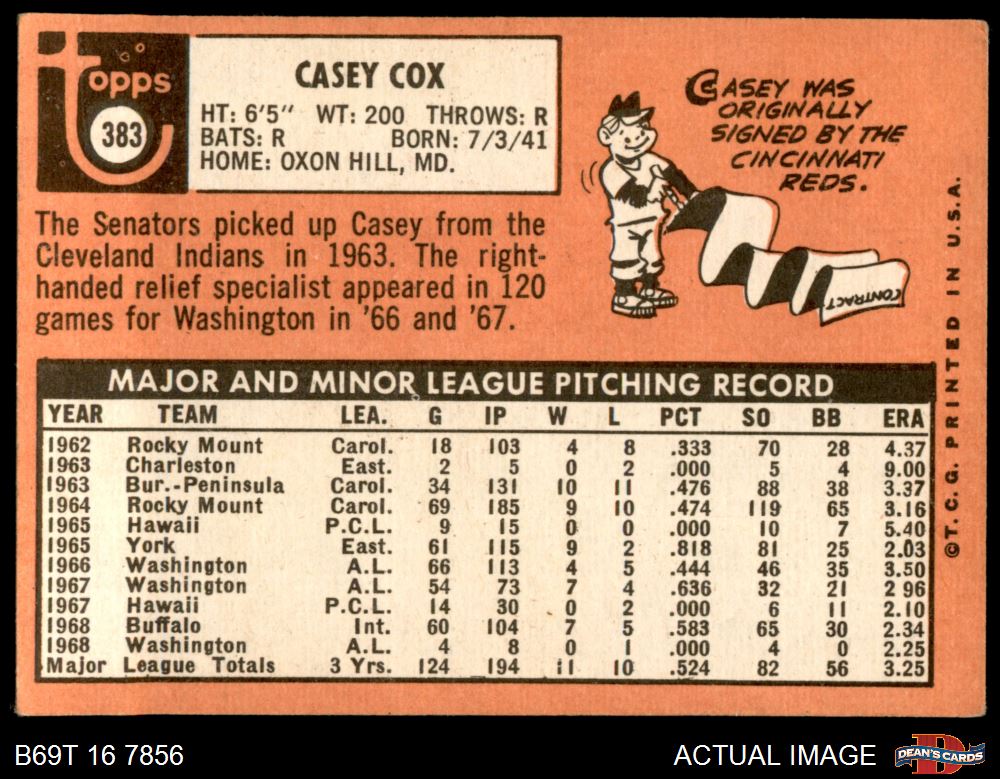 topps
383
CASEY COX
HT: 6'5" WT: 200 THROWS: R
BATS: R BORN: 7/3/41
HOME: OXON HILL, MD.
CASEY WAS
ORIGINALLY
SIGNED BY THE
CINCINNATI
REDS.
CONTRACT
The Senators picked up Casey from the
Cleveland Indians in 1963. The right-
handed relief specialist appeared in 120
games for Washington in '66 and '67.
MAJOR AND MINOR LEAGUE PITCHING RECORD
YEAR TEAM LEA. G IP W L PCT SO BB ERA
1962 Rocky Mount Carol. 18 103 4 8 .333 70 28 4.37
1963 Charleston East. 2 5 0 2 .000 5 4 9.00
1963 Bur.-Peninsula Carol. 34 131 10 11 .476 88 38 3.37
1964 Rocky Mount Carol. 69 185 9 10 .474 119 65 3.16
1965 Hawaii P.C.L. 9 15 0 0 .000 10 7 5.40
1965 York East. 61 115 9 2 .818 81 25 2.03
1966 Washington A.L. 66 113 4 5 .444 46 35 3.50
1967 Washington A.L. 54 73 7 4 .636 32 21 2 96
1967 Hawaii P.C.L. 14 30 0 2 .000 6 11 2.10
1968 Buffalo Int. 60 104 7 5 .583 65 30 2.34
1968 Washington A.L. 4 8 0 1 .000 4 0 2.25
Major League Totals 3 Yrs. 124 194 11 10 .524 82 56 3.25
©T. C. G. PRINTED IN U.S.A.
B69T 16 7856
ACTUAL IMAGE
DEAN'S CARDS